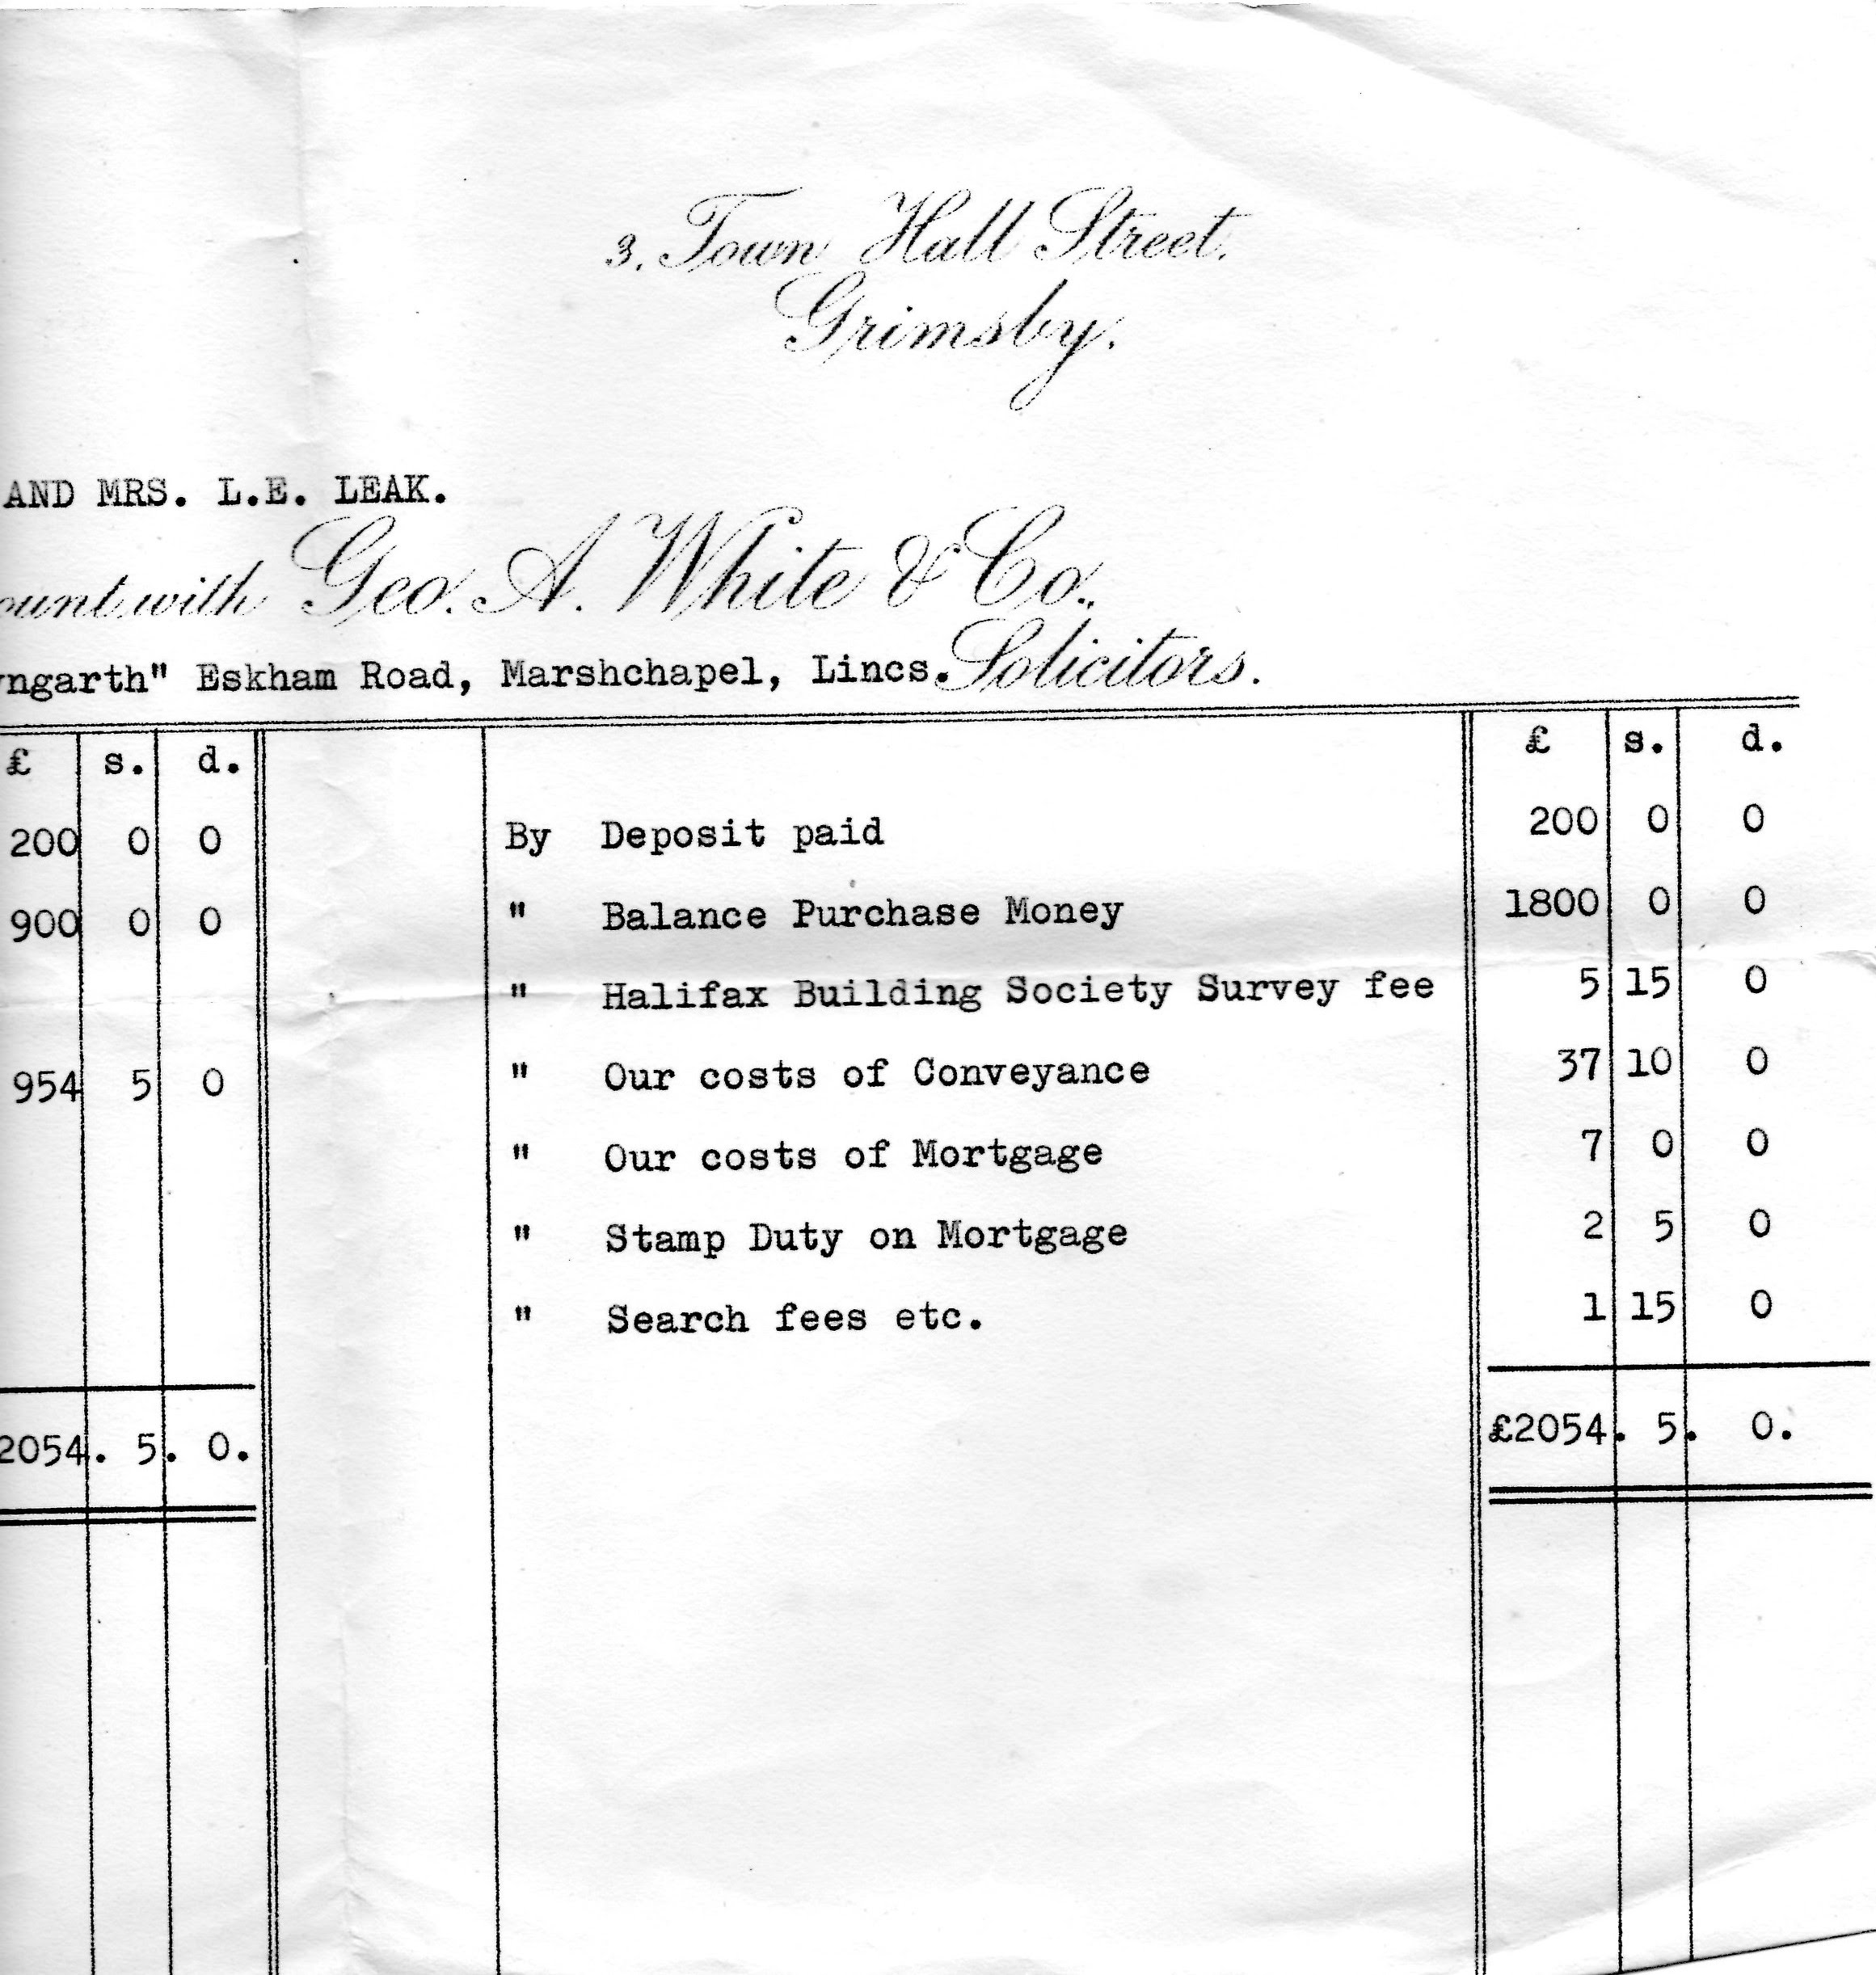 3. Town Hall Street.
Grimsby.
AND MRS. L.E. LEAK.
with Geo. A. White & Co.,
Eskham Road, Marshchapel, Lincs. Solicitors.
£ s. d. £ s. d.
200 0 0 By Deposit paid 200 0 0
900 0 0 " Balance Purchase Money 1800 0 0
" Halifax Building Society Survey fee 5 15 0
954 5 0 " Our costs of Conveyance 37 10 0
" Our costs of Mortgage 7 0 0
" Stamp Duty on Mortgage 2 5 0
" Search fees etc. 1 15 0
2054. 5. 0. £2054. 5. 0.